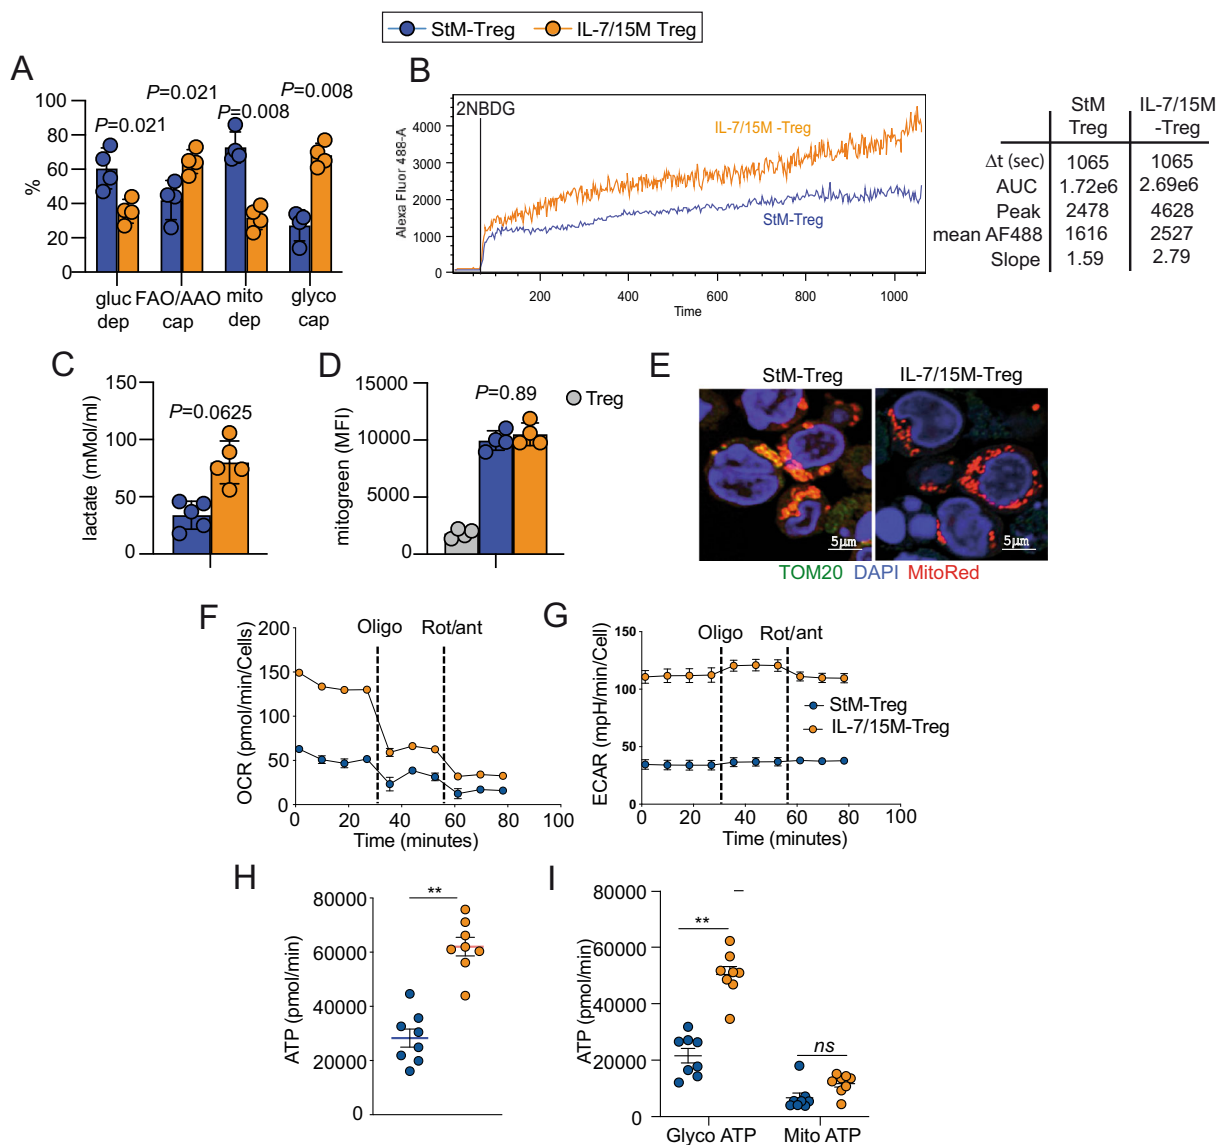 StM-Treg IL-7/15M Treg
A
P=0.021 P=0.008
P=0.021 P=0.008
%
100
80
60
40
20
0
gluc dep
FAO/AAO cap
mito dep
glyco cap
B
2NBDG
IL-7/15M -Treg
StM-Treg
Alexa Fluor 488-A
4000
3000
2000
1000
0
200 400 600 800 1000
Time
StM Treg IL-7/15M -Treg
Δt (sec) 1065 1065
AUC 1.72e6 2.69e6
Peak 2478 4628
mean AF488 1616 2527
Slope 1.59 2.79
C
P=0.0625
lactate (mMol/ml)
150
100
50
0
D
P=0.89
Treg
mitogreen (MFI)
15000
10000
5000
0
E
StM-Treg IL-7/15M-Treg
5µm 5µm
TOM20 DAPI MitoRed
F
Oligo Rot/ant
OCR (pmol/min/Cells)
200
150
100
50
0
0 20 40 60 80 100
Time (minutes)
G
Oligo Rot/ant
StM-Treg
IL-7/15M-Treg
ECAR (mpH/min/Cell)
150
100
50
0
0 20 40 60 80 100
Time (minutes)
H
**
ATP (pmol/min)
80000
60000
40000
20000
0
I
**
ns
ATP (pmol/min)
80000
60000
40000
20000
0
Glyco ATP Mito ATP